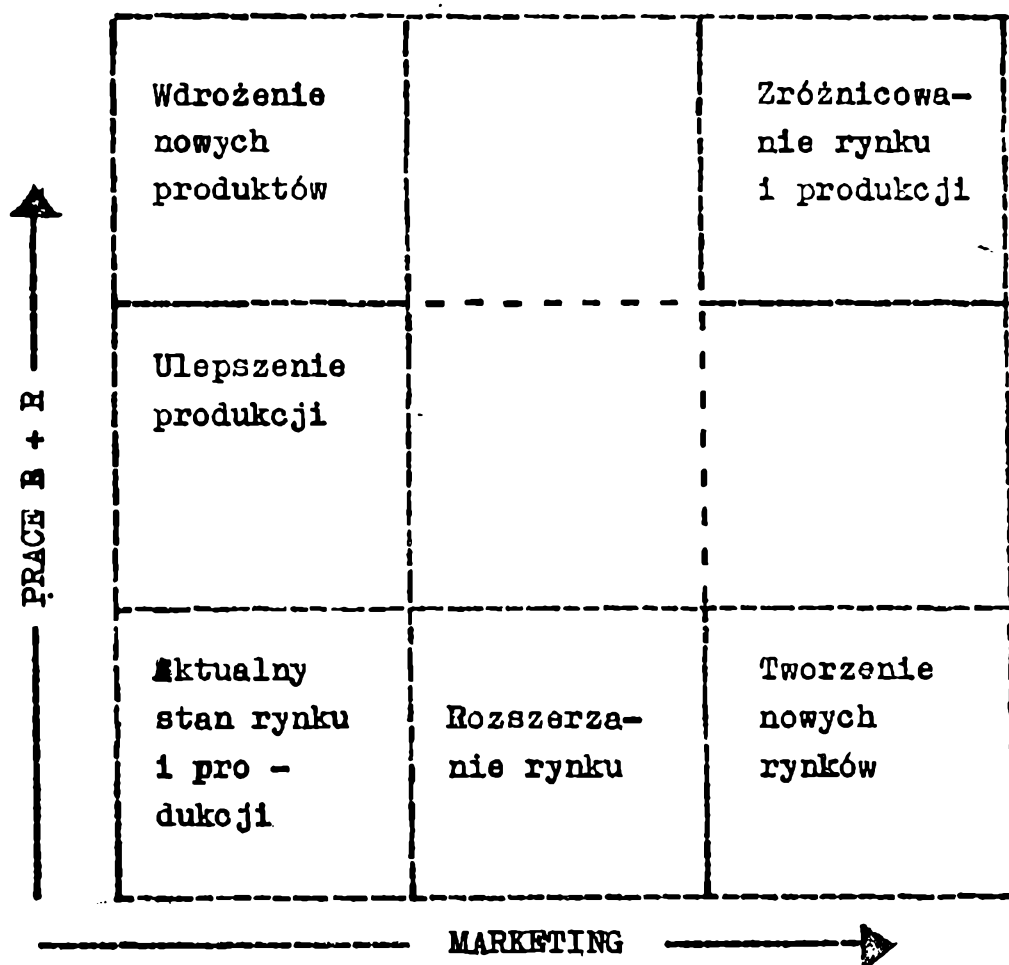 Wdrożenie
nowych
produktów
Zróżnicowa-
nie rynku
i produkcji
Ulepszenie
produkcji
Aktualny
stan rynku
i pro -
dukcji
Rozszerza-
nie rynku
Tworzenie
nowych
rynków
PRACE B + R
MARKETING